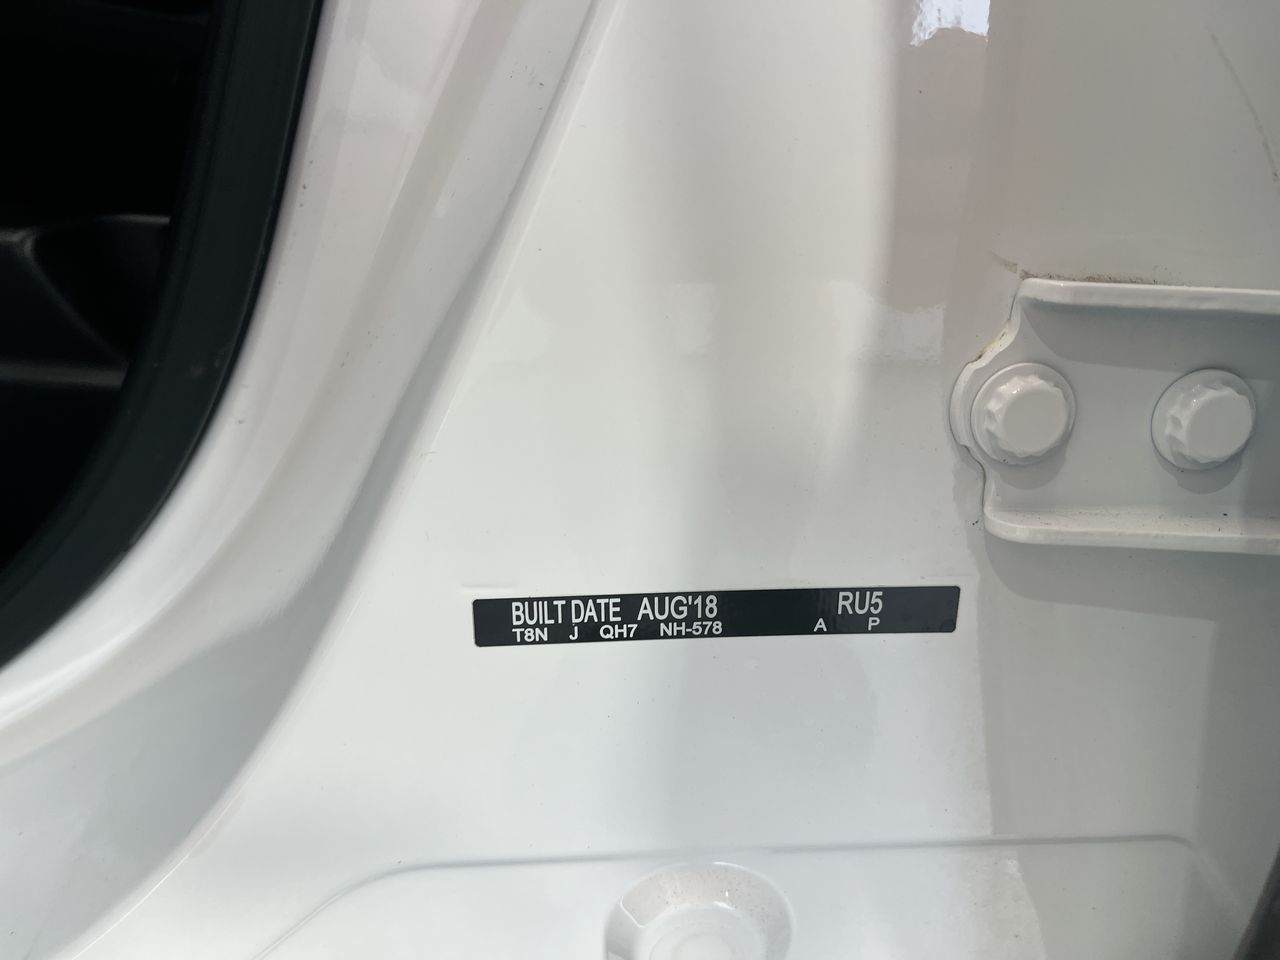 BUILT DATE AUG'18 RU5
T8N J QH7 NH-578 A P